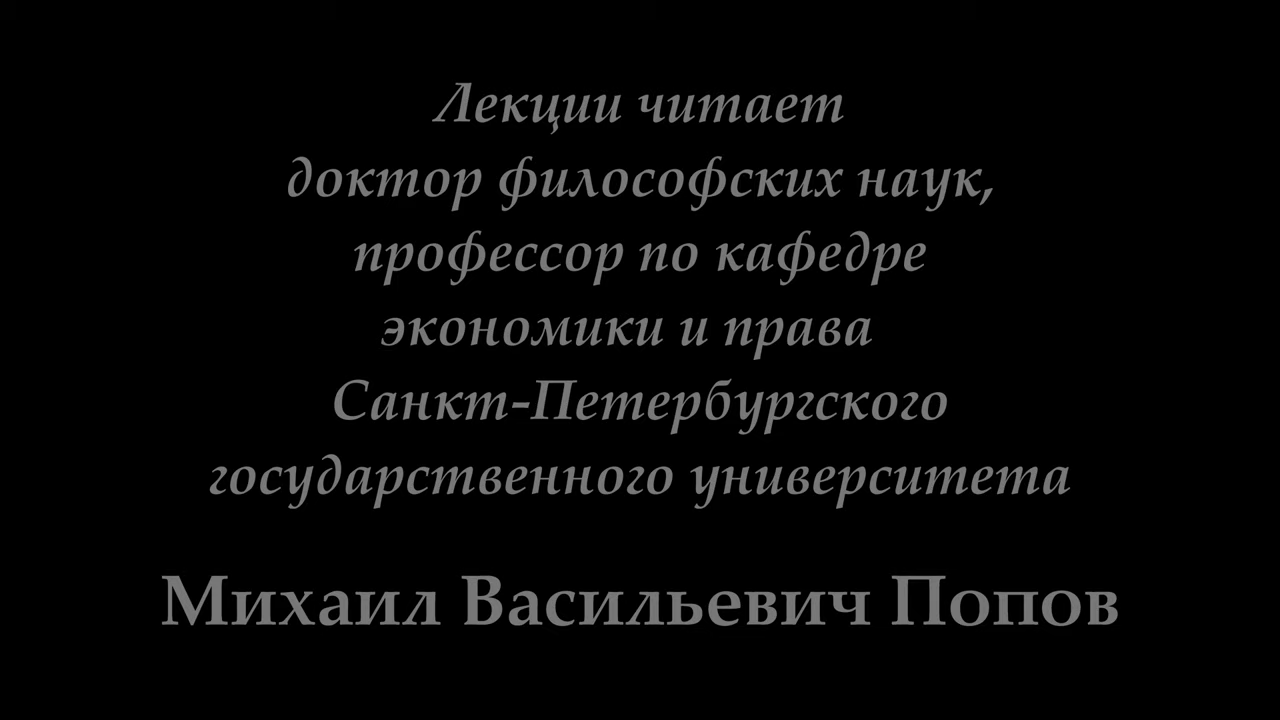 Лекции читает
доктор философских наук,
профессор по кафедре
экономики и права
Санкт-Петербургского
государственного университета
Михаил Васильевич Попов